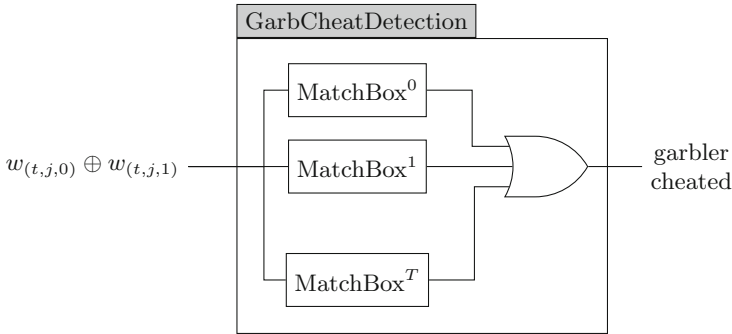 GarbCheatDetection
MatchBox^0
w_{(t,j,0)} ⊕ w_{(t,j,1)}
MatchBox^1
garbler
cheated
MatchBox^T